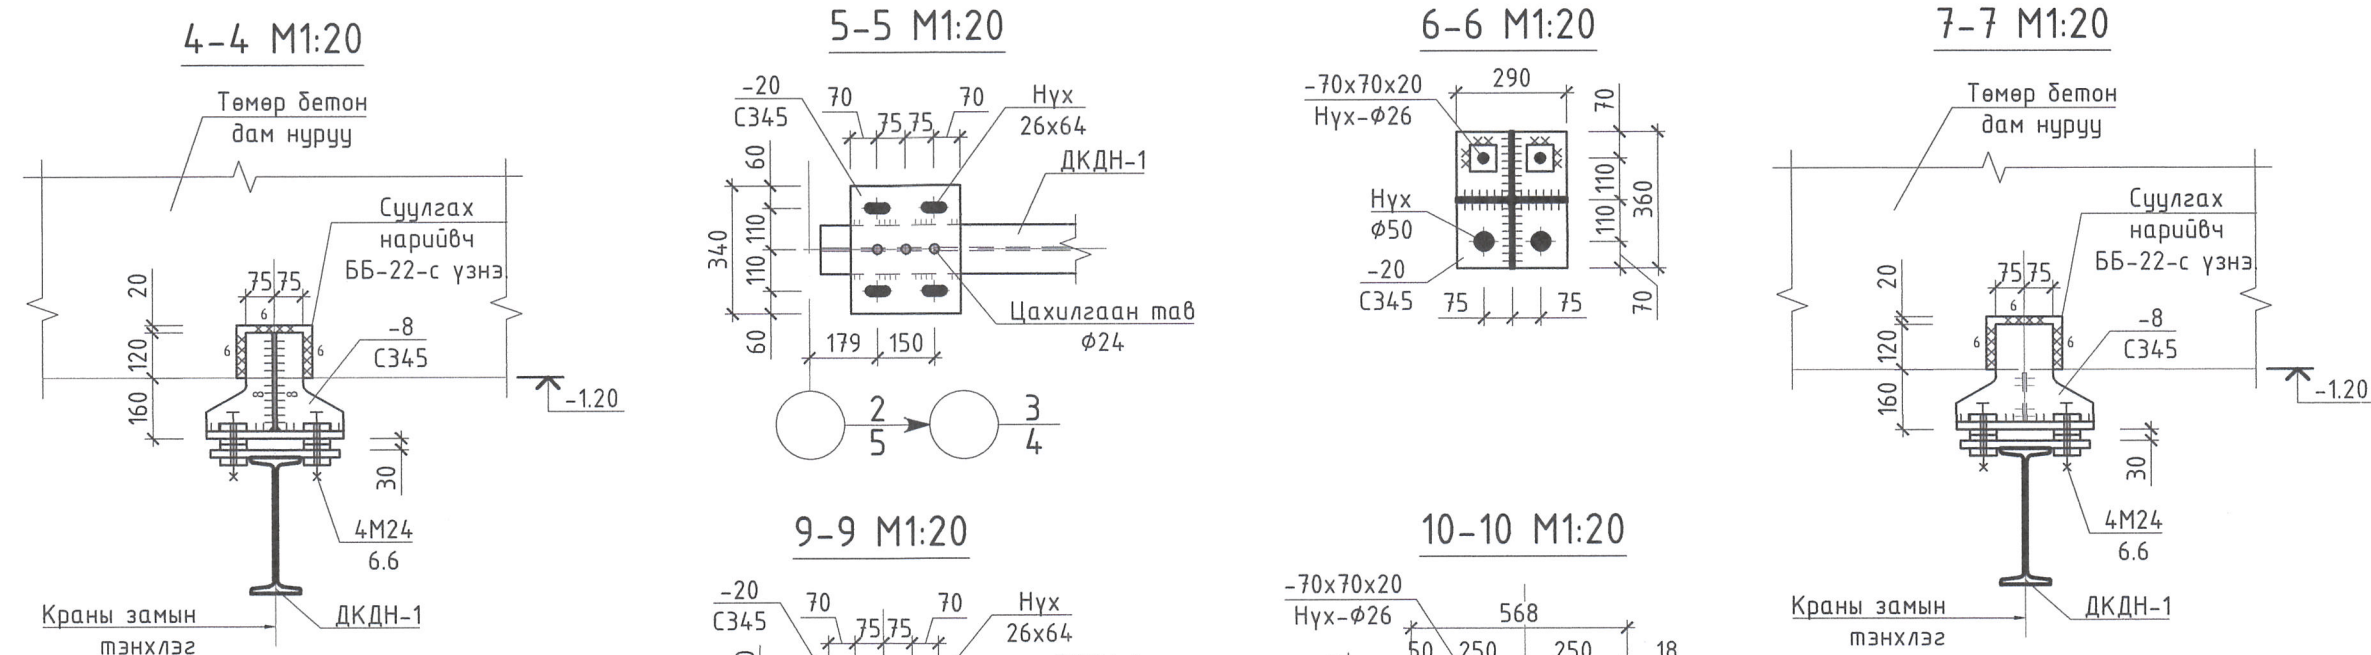 4-4 М1:20
Төмөр бетон
дам нуруу
Суулгах
нарийвч
ББ-22-с үзнэ.
20
75 75
6
6
6
120
160
-8
С345
8
8
-1.20
30
4М24
6.6
Краны замын
тэнхлэг
ДКДН-1
5-5 М1:20
-20
С345
70
70
75 75
Нүх
26х64
ДКДН-1
60
110
110
60
340
Цахилгаан тав
Ф24
179
150
2
5
3
4
6-6 М1:20
-70х70х20
Нүх-Ф26
290
70
110
110
70
360
Нүх
Ф50
-20
С345
75
75
7-7 М1:20
Төмөр бетон
дам нуруу
Суулгах
нарийвч
ББ-22-с үзнэ.
20
75 75
6
6
6
120
160
-8
С345
-1.20
30
4М24
6.6
Краны замын
тэнхлэг
ДКДН-1
9-9 М1:20
-20
С345
70
70
75 75
Нүх
26х64
10-10 М1:20
-70х70х20
Нүх-Ф26
568
50 250 250 18